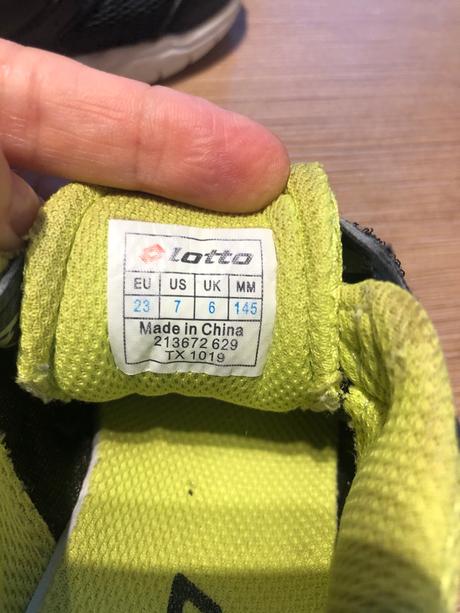 lotto
EU US UK MM
23 7 6 145
Made in China
213672 629
TX 1019